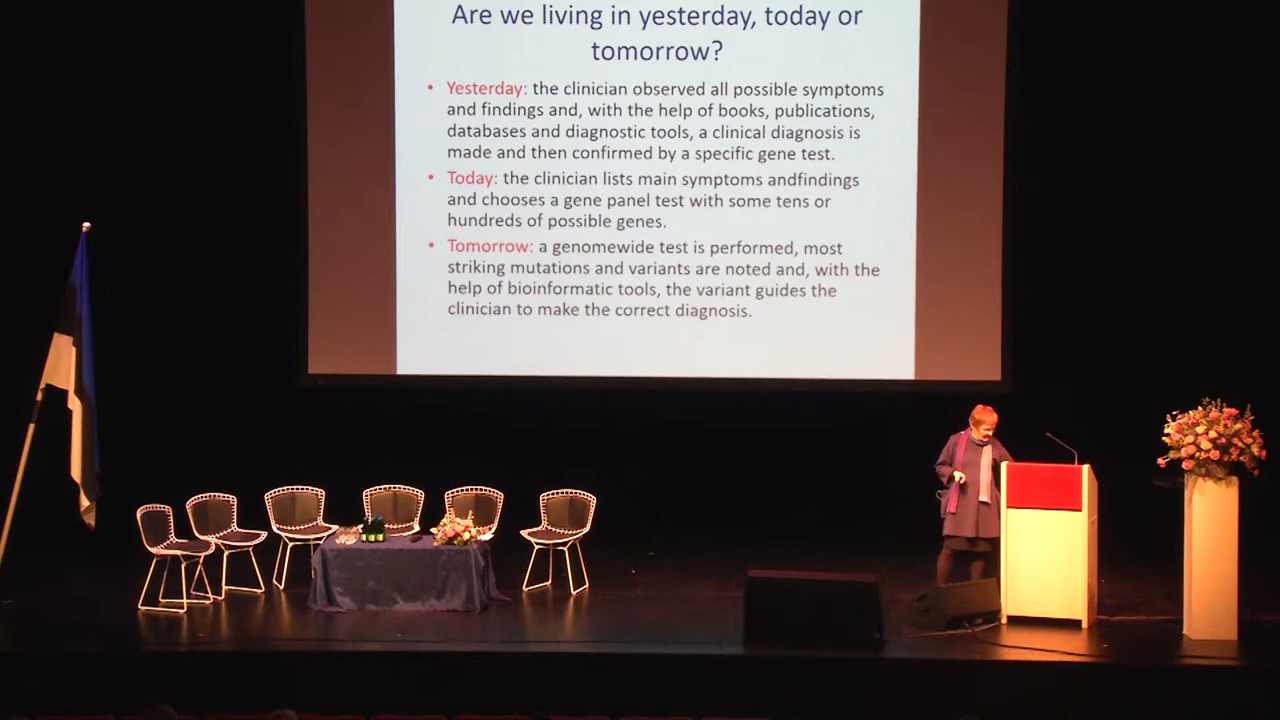 Are we living in yesterday, today or
tomorrow?
• Yesterday: the clinician observed all possible symptoms
and findings and, with the help of books, publications,
databases and diagnostic tools, a clinical diagnosis is
made and then confirmed by a specific gene test.
• Today: the clinician lists main symptoms andfindings
and chooses a gene panel test with some tens or
hundreds of possible genes.
• Tomorrow: a genomewide test is performed, most
striking mutations and variants are noted and, with the
help of bioinformatic tools, the variant guides the
clinician to make the correct diagnosis.